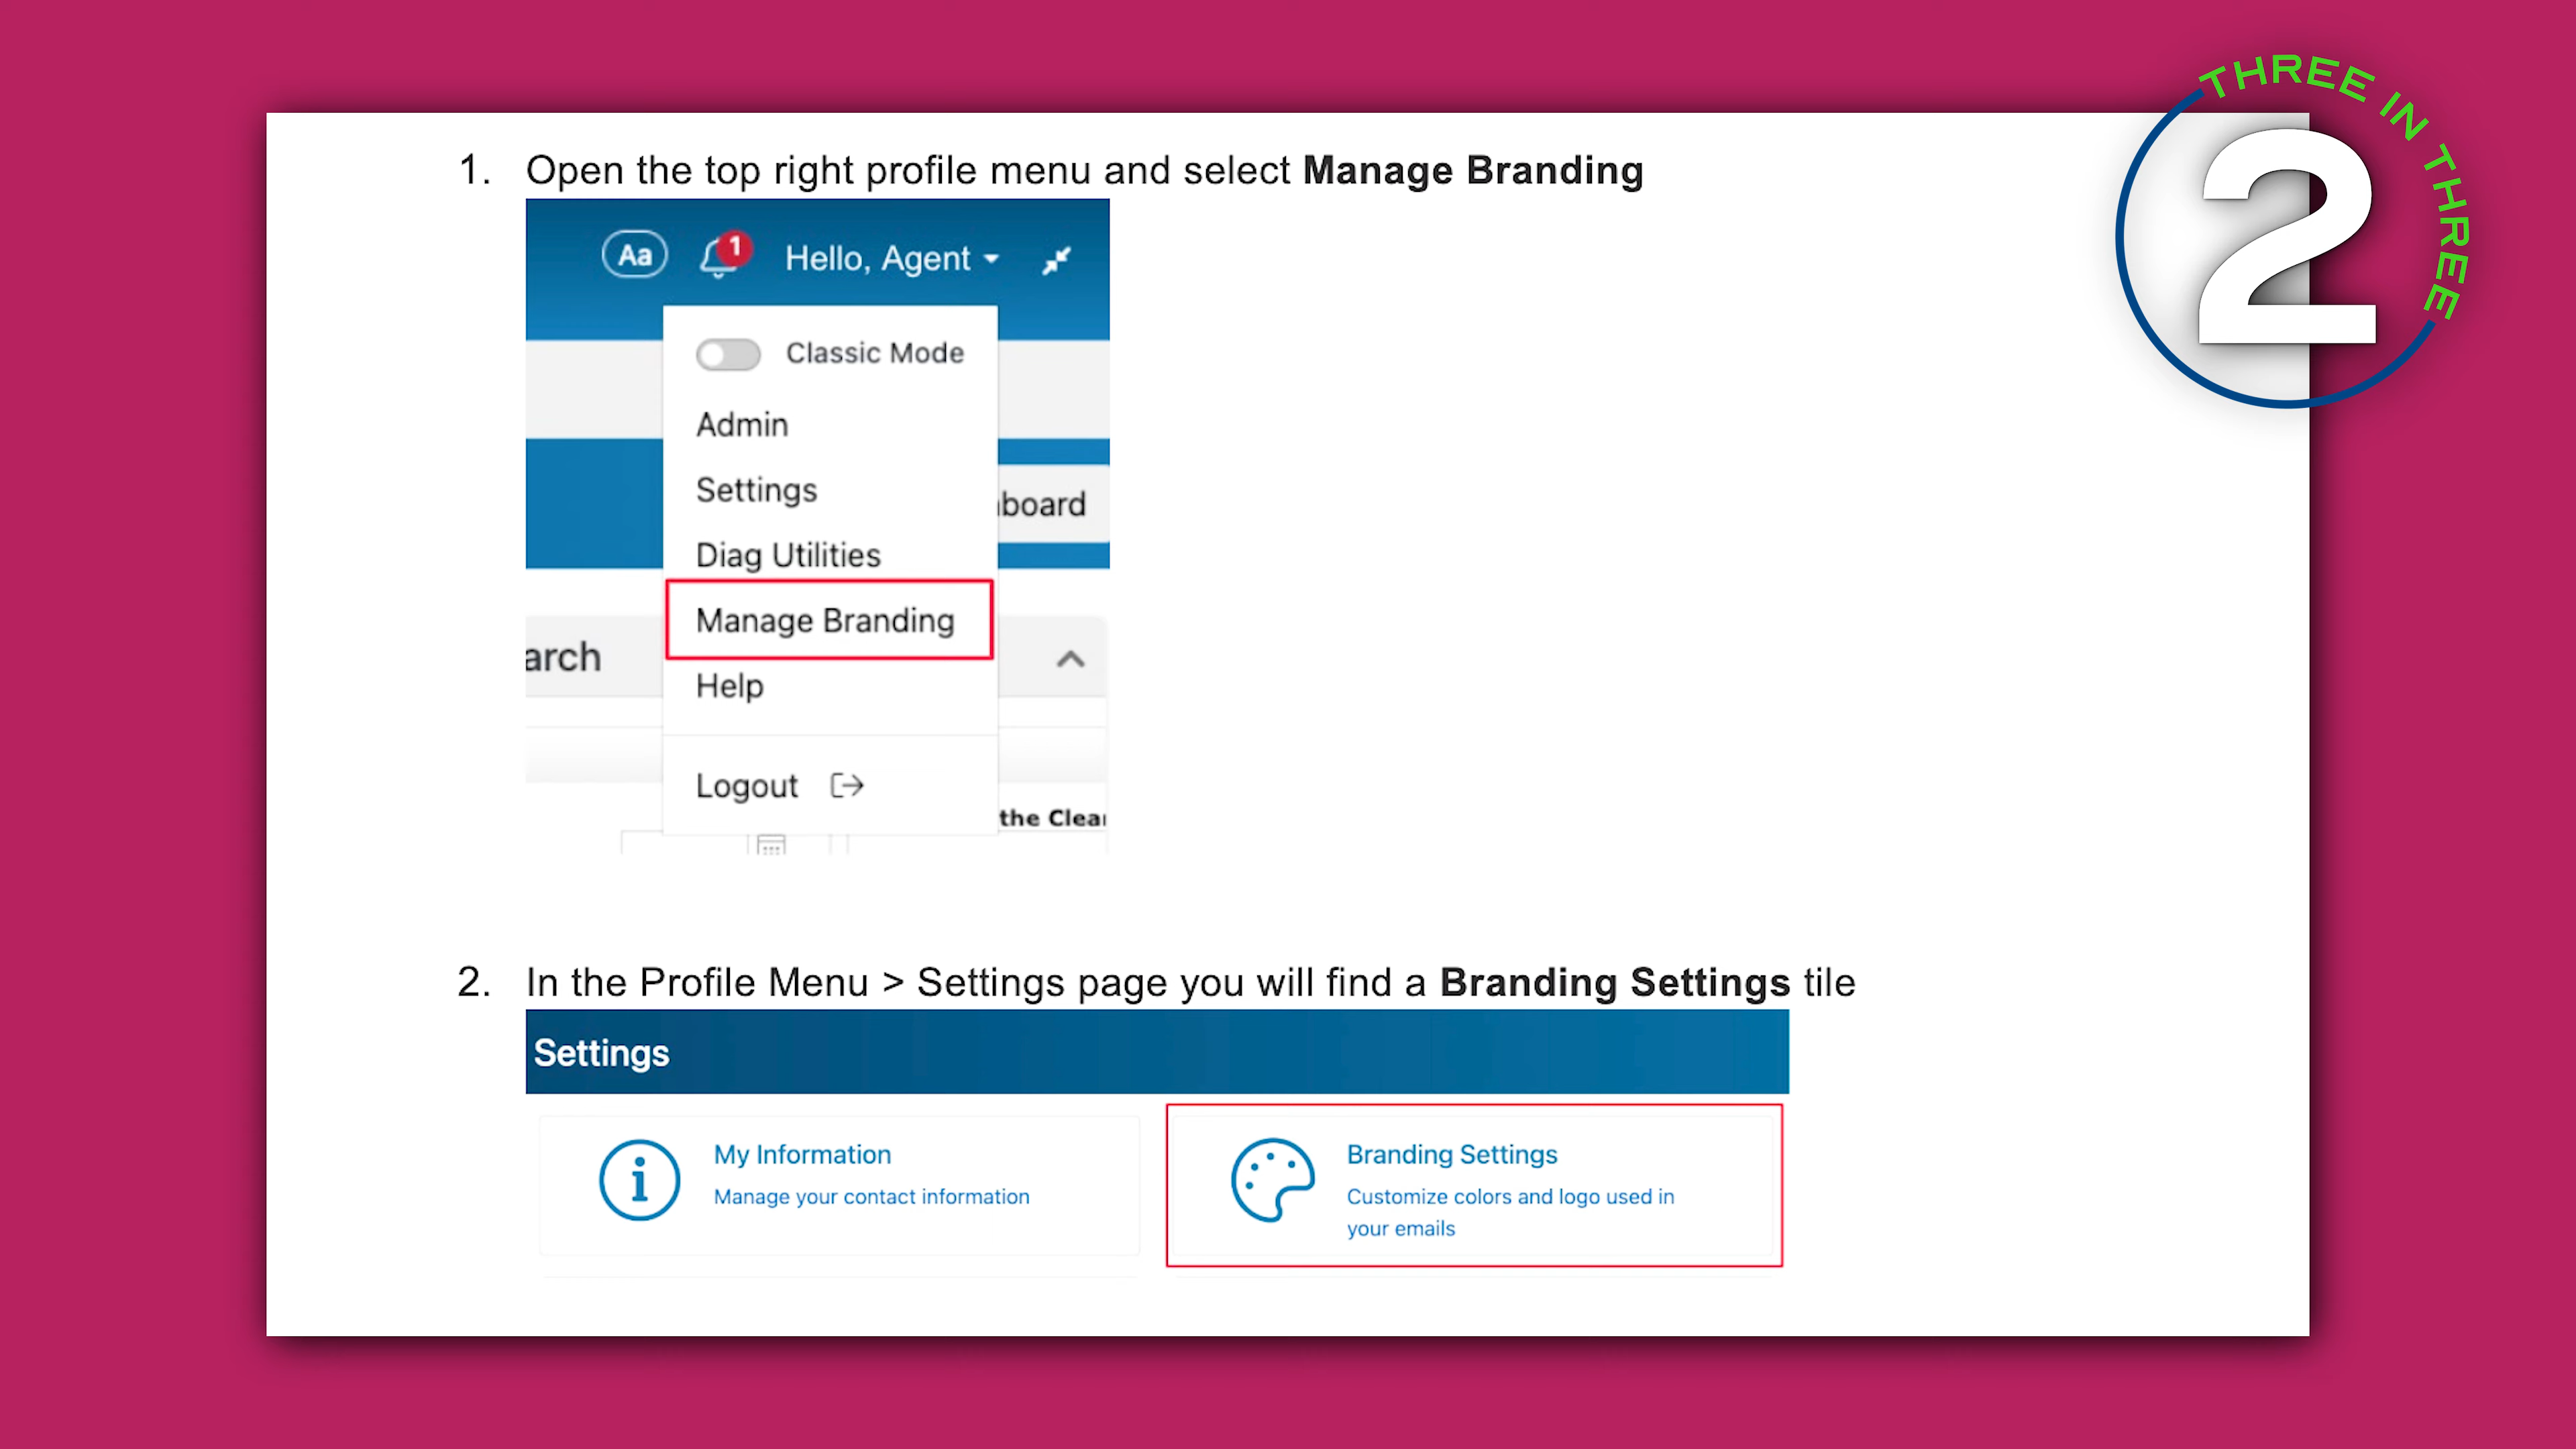 THREE IN THREE
2
1. Open the top right profile menu and select Manage Branding
Aa 1 Hello, Agent
Classic Mode
Admin
Settings
board
Diag Utilities
Manage Branding
arch
Help
Logout
the Clear
2. In the Profile Menu > Settings page you will find a Branding Settings tile
Settings
My Information
Manage your contact information
Branding Settings
Customize colors and logo used in
your emails